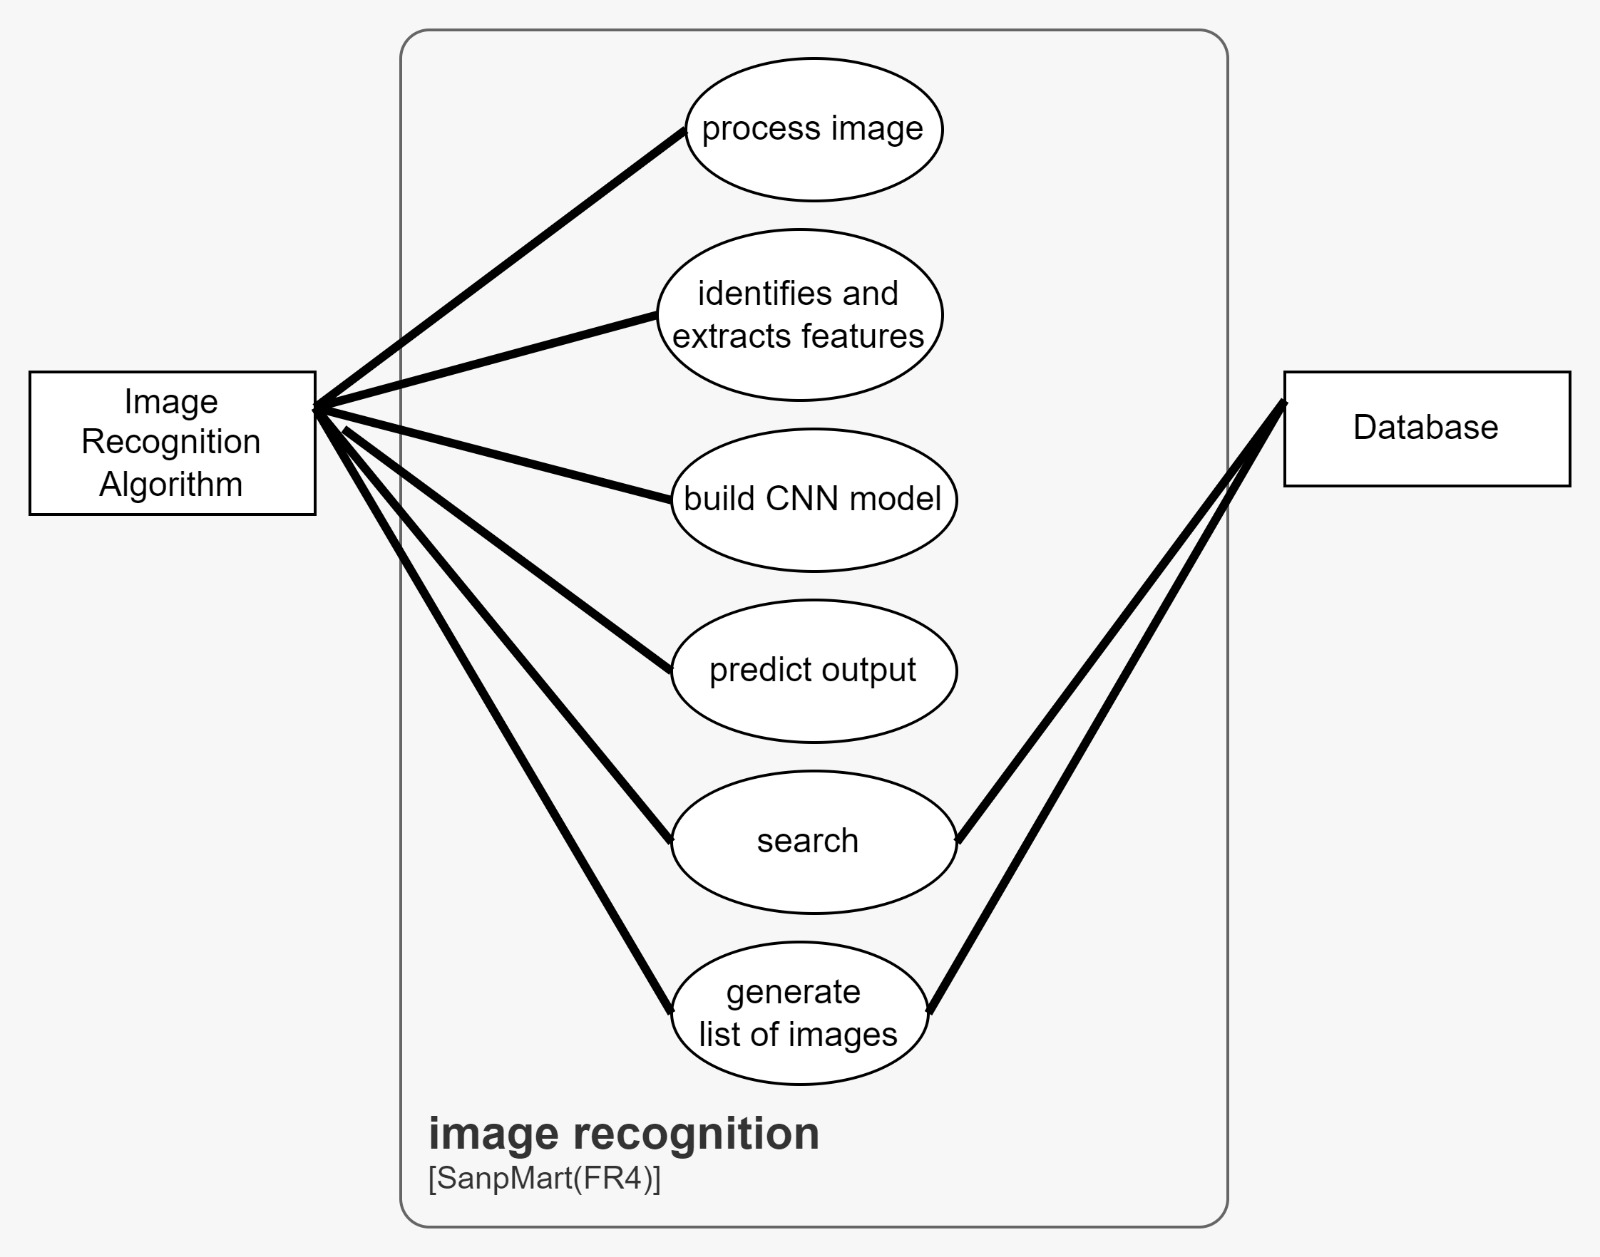 process image
identifies and
extracts features
Image
Recognition
Algorithm
Database
build CNN model
predict output
search
generate
list of images
image recognition
[SanpMart(FR4)]